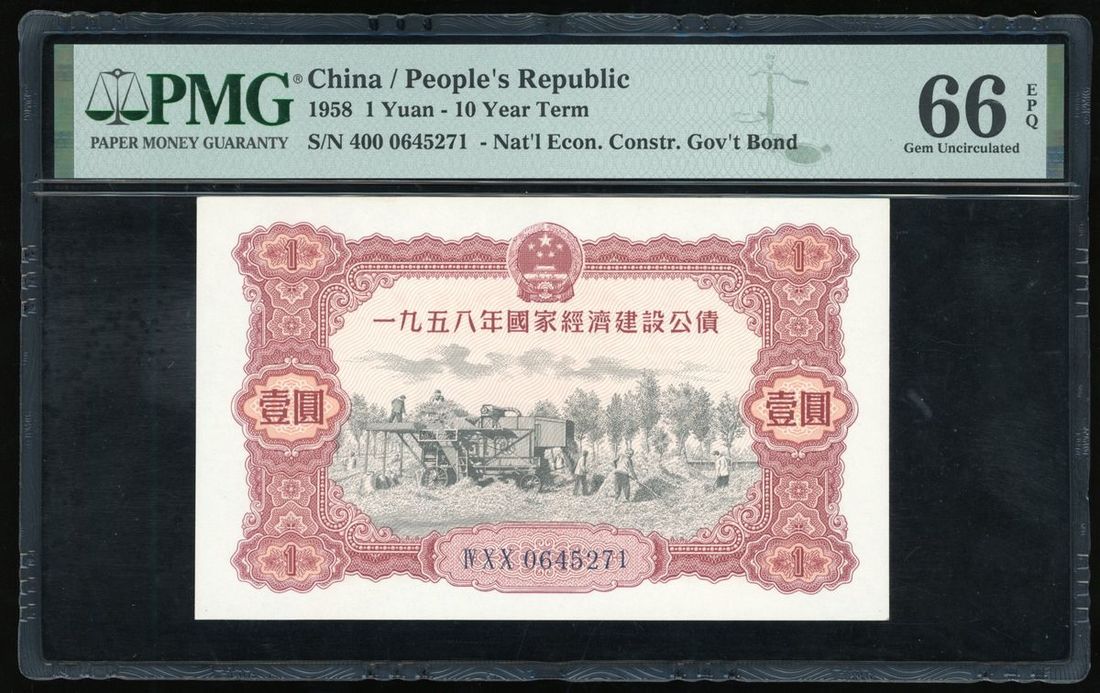 PMG® China / People's Republic
PAPER MONEY GUARANTY
1958 1 Yuan - 10 Year Term
S/N 400 0645271 - Nat'l Econ. Constr. Gov't Bond
66 EPQ
Gem Uncirculated
1 1
一九五八年國家經濟建設公債
壹圓 壹圓
ⅣXX 0645271
1 1